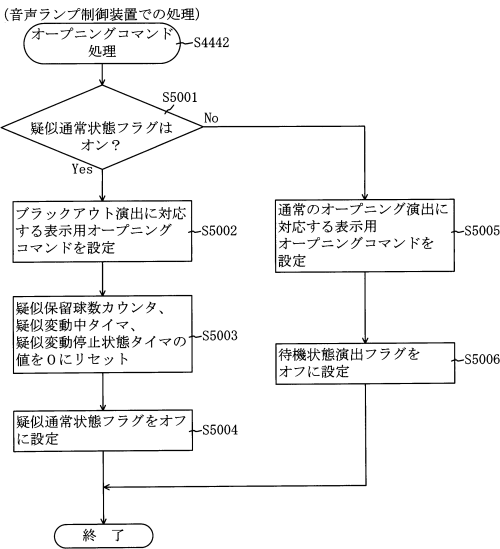 (音声ランプ制御装置での処理)
オープニングコマンド
処理
S4442
S5001
疑似通常状態フラグは
オン?
No
Yes
ブラックアウト演出に対応
する表示用オープニング
コマンドを設定
S5002
通常のオープニング演出に
対応する表示用
オープニングコマンドを
設定
S5005
疑似保留球数カウンタ、
疑似変動中タイマ、
疑似変動停止状態タイマの
値を0にリセット
S5003
待機状態演出フラグを
オフに設定
S5006
疑似通常状態フラグをオフ
に設定
S5004
終 了